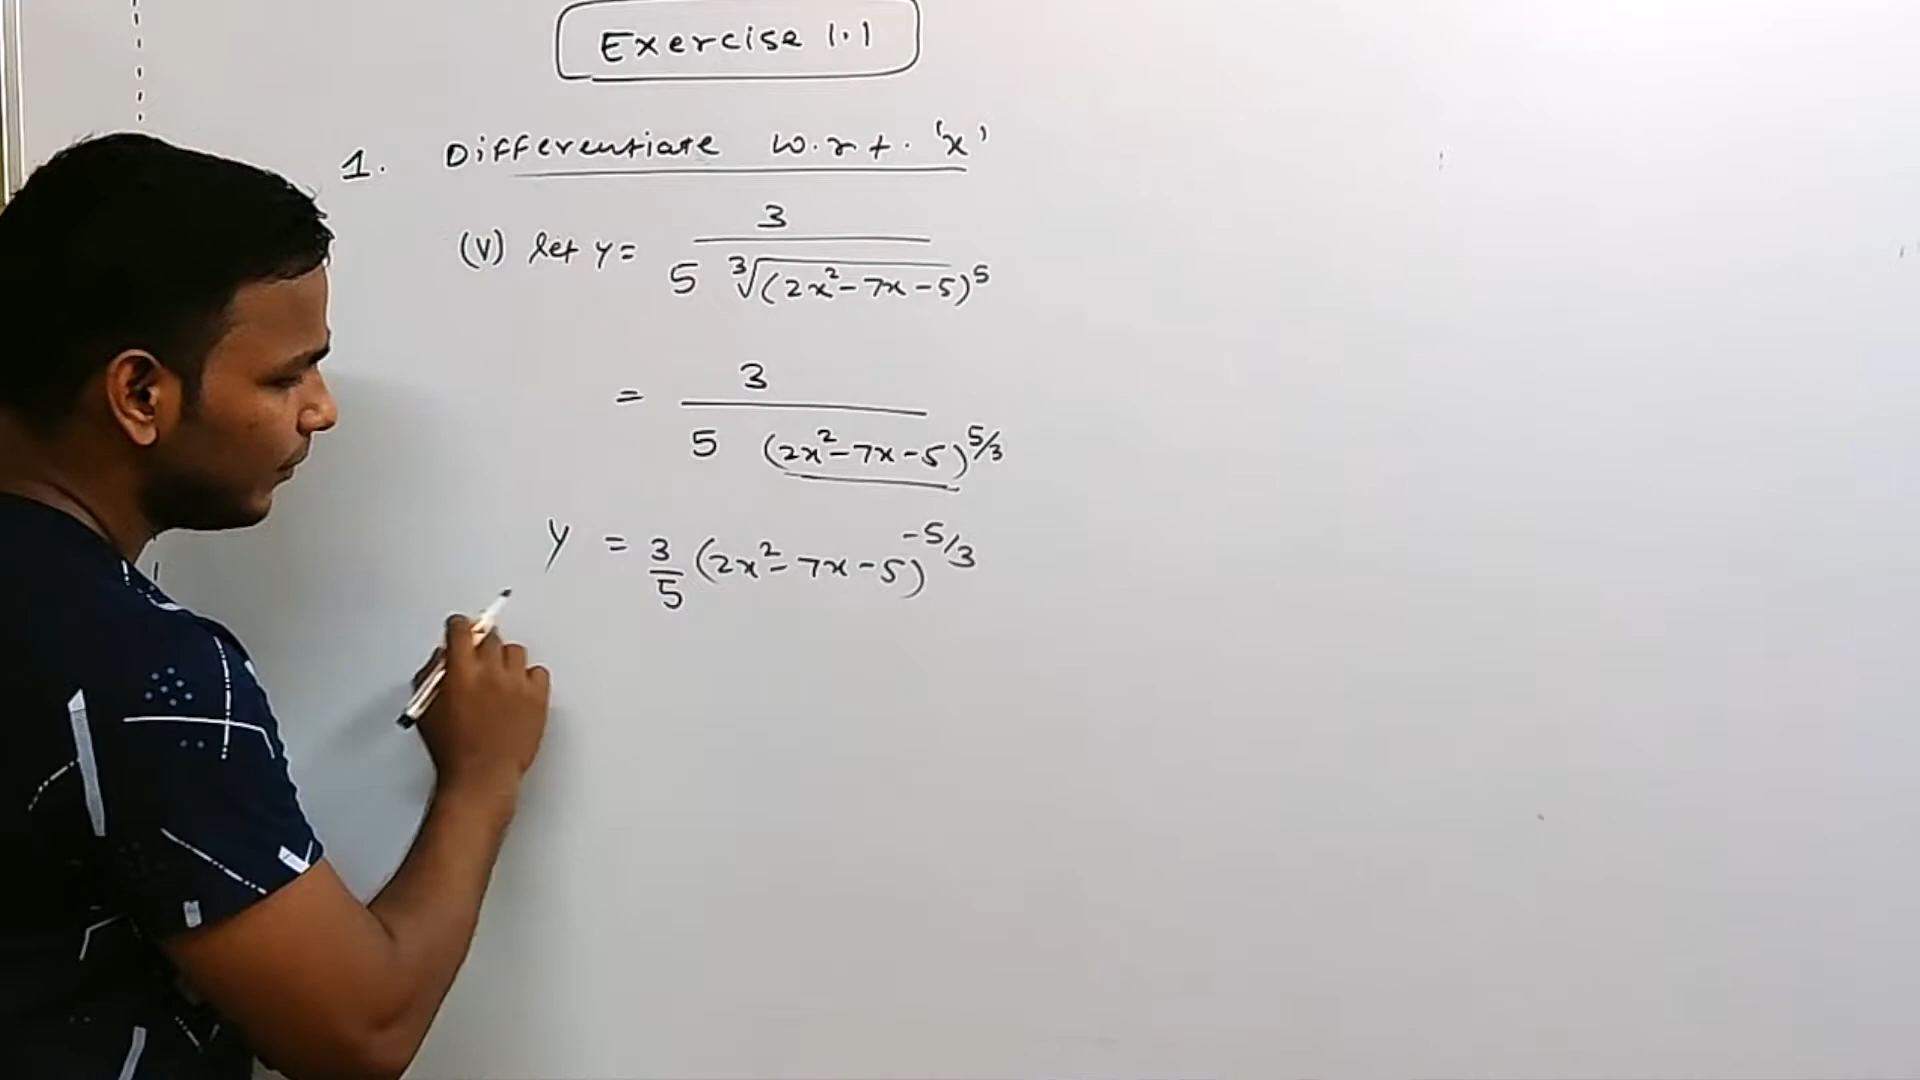 Exercise 1.1
1. Differentiate w.r.t. 'x'
(V) let y = 3 / 5 ∛(2x²-7x-5)⁵
= 3 / 5 (2x²-7x-5)^5/3
y = 3/5 (2x²-7x-5)^-5/3